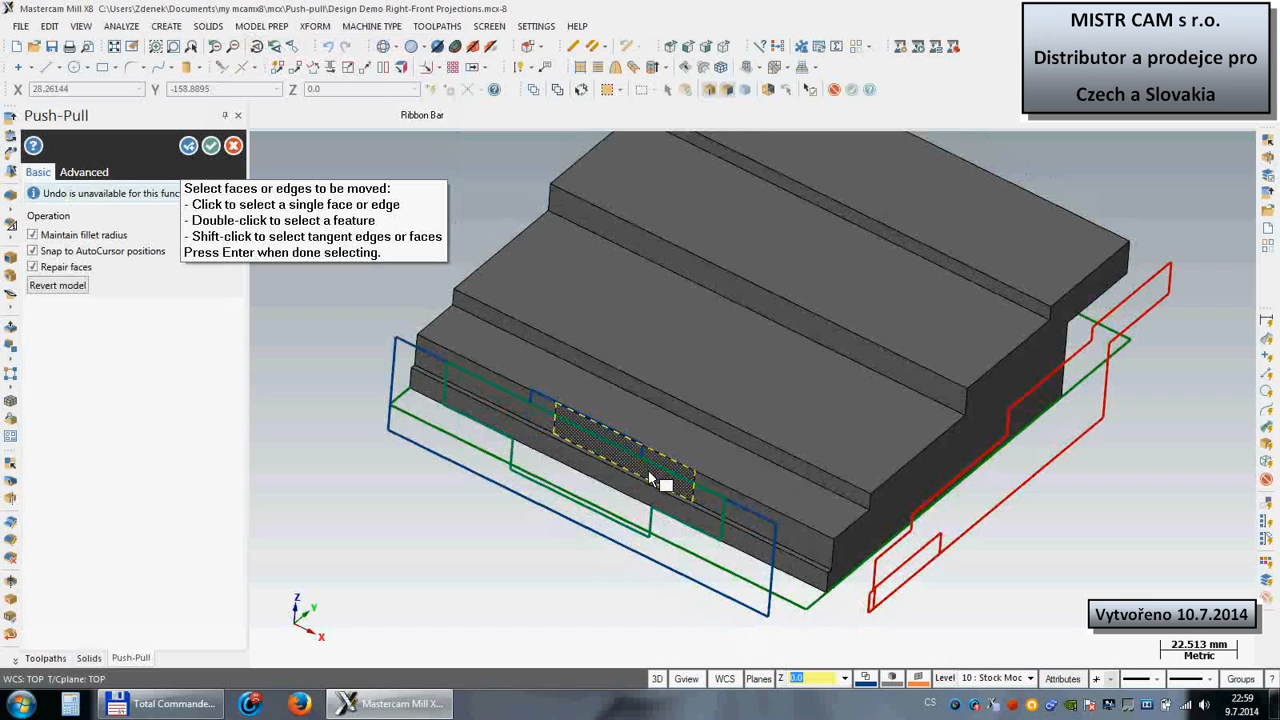 Mastercam Mill X8   C:\Users\Zdenek\Documents\my mcamx8\mcx\Push-pull\Design Demo Right-Front Projections.mcx-8
FILE EDIT VIEW ANALYZE CREATE SOLIDS MODEL PREP XFORM MACHINE TYPE TOOLPATHS SCREEN SETTINGS HELP
MISTR CAM s r.o.
Distributor a prodejce pro
Czech a Slovakia
X 28.26144 Y -158.8895 Z 0.0
Push-Pull
Ribbon Bar
Basic Advanced
Undo is unavailable for this func
Operation
Maintain fillet radius
Snap to AutoCursor positions
Repair faces
Revert model
Select faces or edges to be moved:
- Click to select a single face or edge
- Double-click to select a feature
- Shift-click to select tangent edges or faces
Press Enter when done selecting.
Z
Y
X
Vytvořeno 10.7.2014
22.513 mm
Metric
Toolpaths Solids Push-Pull
WCS: TOP T/Cplane: TOP
3D Gview WCS Planes Z 0.0 Level 10 : Stock Moc Attributes Groups ?
Total Commande...
Mastercam Mill X...
CS
22:59
9.7.2014